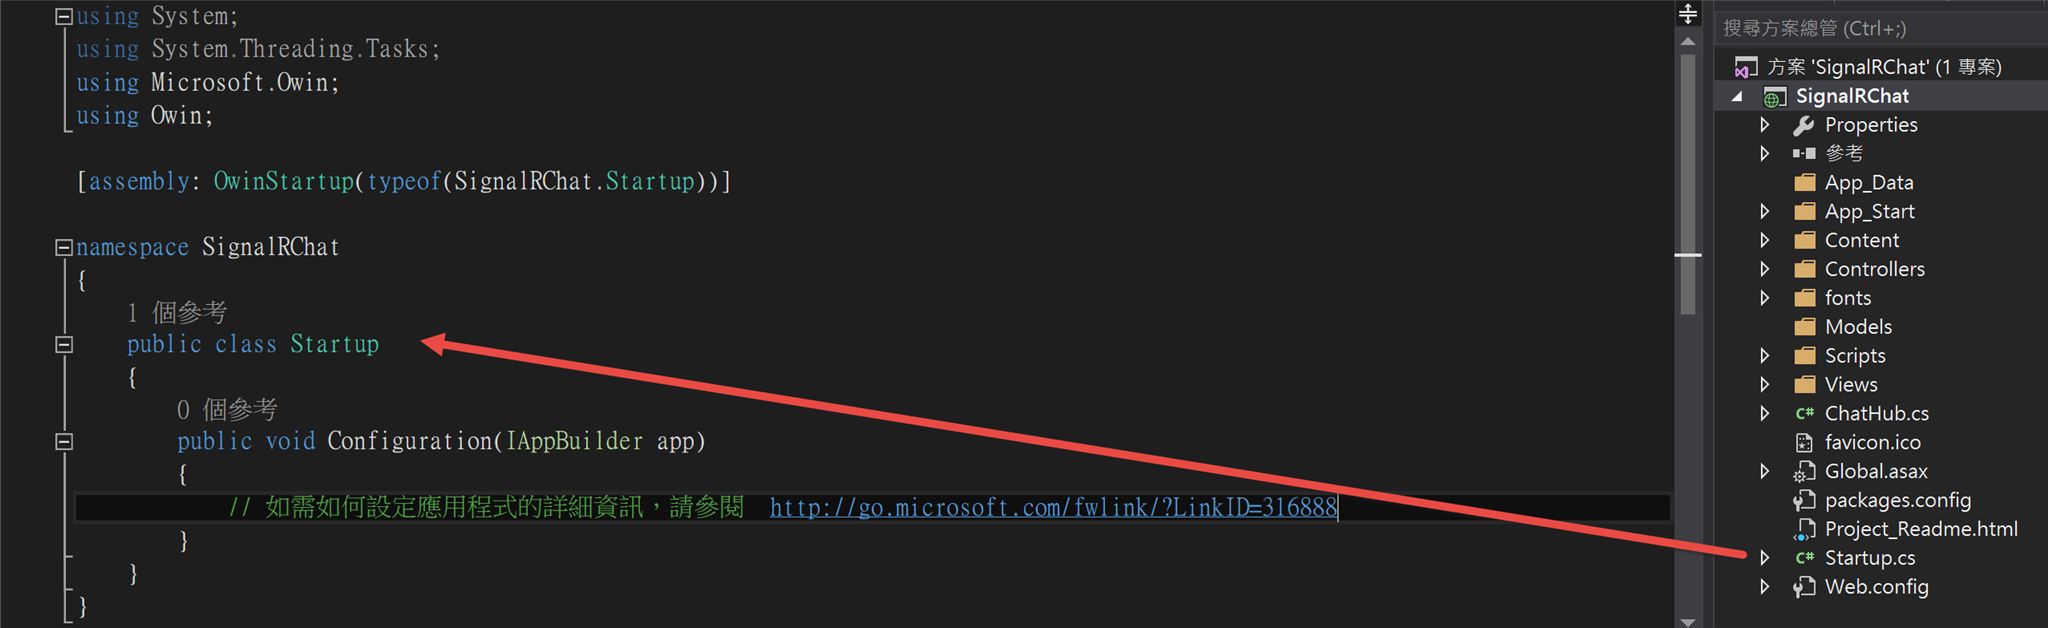 using System;
using System.Threading.Tasks;
using Microsoft.Owin;
using Owin;
[assembly: OwinStartup(typeof(SignalRChat.Startup))]
namespace SignalRChat
{
1 個參考
public class Startup
{
0 個參考
public void Configuration(IAppBuilder app)
{
// 如需如何設定應用程式的詳細資訊，請參閱  http://go.microsoft.com/fwlink/?LinkID=316888
}
}
}
搜尋方案總管 (Ctrl+;)
方案 'SignalRChat' (1 專案)
SignalRChat
Properties
參考
App_Data
App_Start
Content
Controllers
fonts
Models
Scripts
Views
C# ChatHub.cs
favicon.ico
Global.asax
packages.config
Project_Readme.html
C# Startup.cs
Web.config